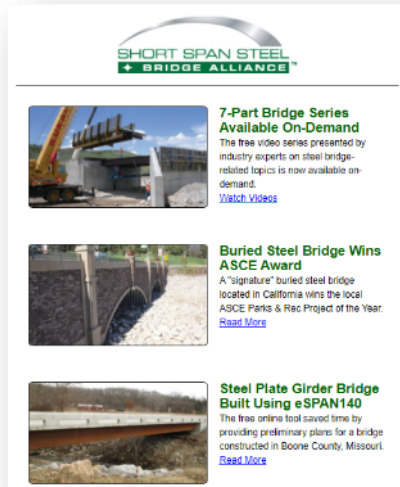 SHORT SPAN STEEL
BRIDGE ALLIANCE™
7-Part Bridge Series
Available On-Demand
The free video series presented by
industry experts on steel bridge-
related topics is now available on-
demand.
Watch Videos
Buried Steel Bridge Wins
ASCE Award
A "signature" buried steel bridge
located in California wins the local
ASCE Parks & Rec Project of the Year.
Read More
Steel Plate Girder Bridge
Built Using eSPAN140
The free online tool saved time by
providing preliminary plans for a bridge
constructed in Boone County, Missouri.
Read More